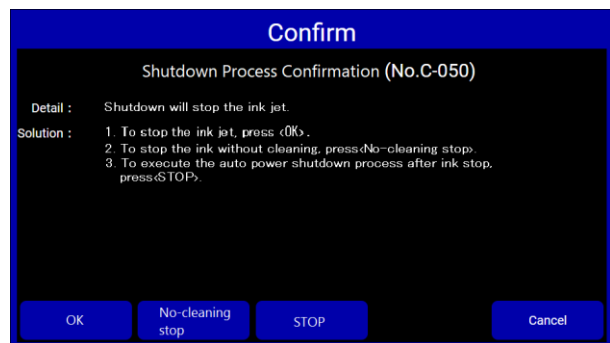 Confirm
Shutdown Process Confirmation (No.C-050)
Detail : Shutdown will stop the ink jet.
Solution : 1. To stop the ink jet, press <OK>.
2. To stop the ink without cleaning, press<No-cleaning stop>.
3. To execute the auto power shutdown process after ink stop,
press<STOP>.
OK
No-cleaning
stop
STOP
Cancel